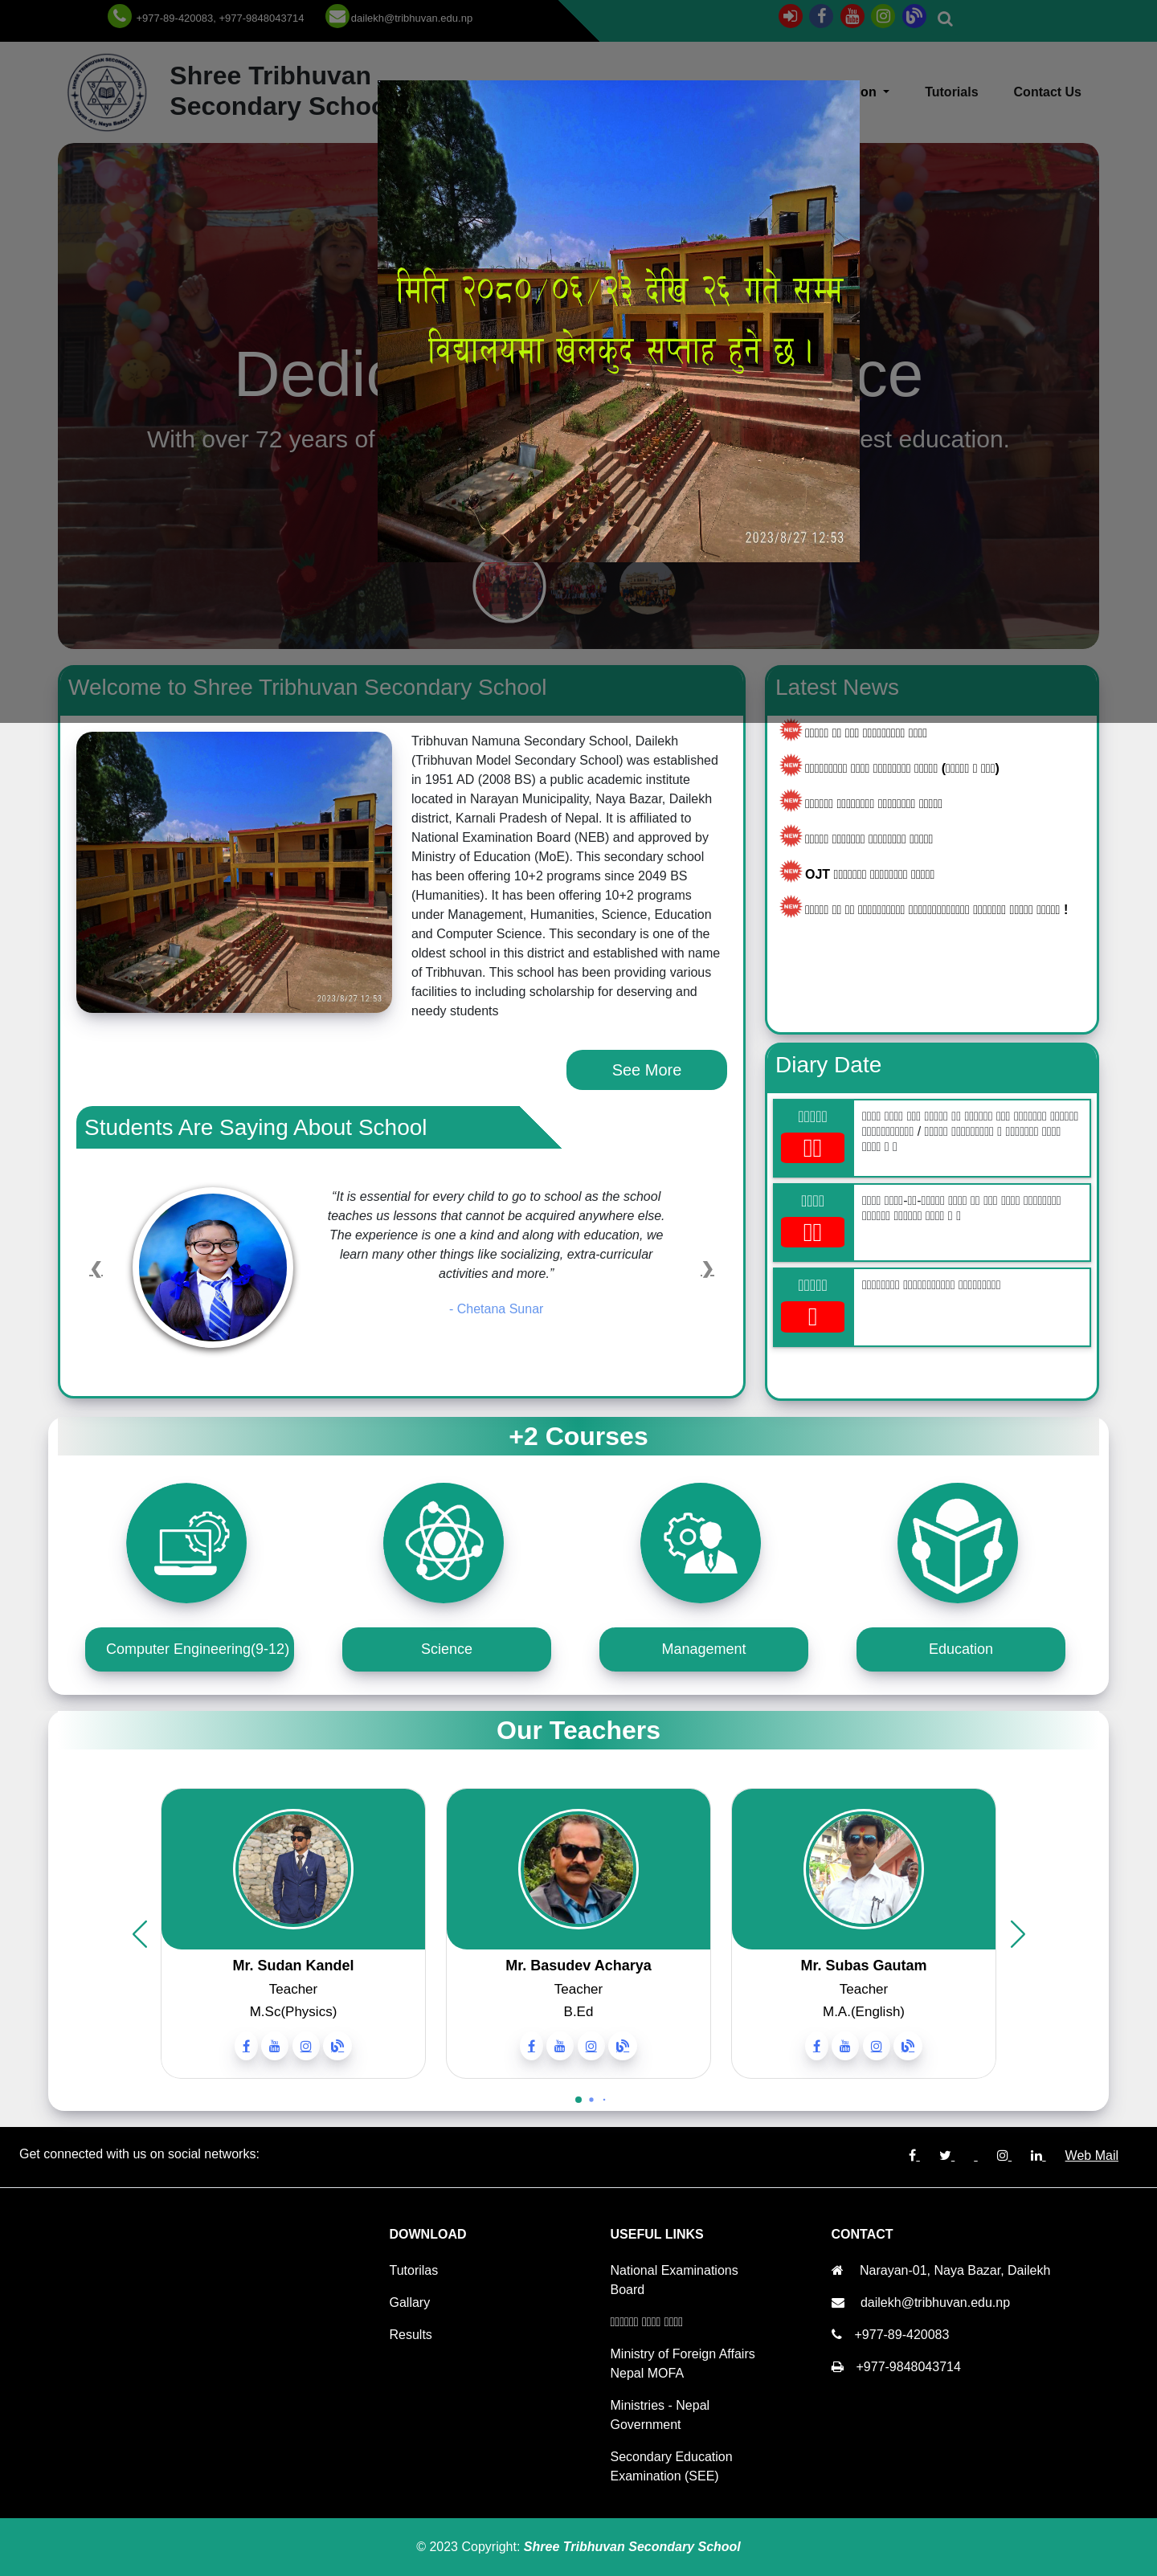 +977-89-420083, +977-9848043714
dailekh@tribhuvan.edu.np
Shree Tribhuvan
Secondary School
Tutorials
Contact Us
मिति २०८०/०६/२३ देखि २६ गते सम्म
विद्यालयमा खेलकुद सप्ताह हुने छ ।
With over 72 years of
est education.
2023/8/27 12:53
Welcome to Shree Tribhuvan Secondary School
Tribhuvan Namuna Secondary School, Dailekh
(Tribhuvan Model Secondary School) was established
in 1951 AD (2008 BS) a public academic institute
located in Narayan Municipality, Naya Bazar, Dailekh
district, Karnali Pradesh of Nepal. It is affiliated to
National Examination Board (NEB) and approved by
Ministry of Education (MoE). This secondary school
has been offering 10+2 programs since 2049 BS
(Humanities). It has been offering 10+2 programs
under Management, Humanities, Science, Education
and Computer Science. This secondary is one of the
oldest school in this district and established with name
of Tribhuvan. This school has been providing various
facilities to including scholarship for deserving and
needy students
2023/8/27 12:53
See More
Students Are Saying About School
“It is essential for every child to go to school as the school
teaches us lessons that cannot be acquired anywhere else.
The experience is one a kind and along with education, we
learn many other things like socializing, extra-curricular
activities and more.”
- Chetana Sunar
Latest News
NEW
NEW
NEW
NEW
NEW OJT
NEW
Diary Date
+2 Courses
Computer Engineering(9-12)
Science
Management
Education
Our Teachers
Mr. Sudan Kandel
Teacher
M.Sc(Physics)
Mr. Basudev Acharya
Teacher
B.Ed
Mr. Subas Gautam
Teacher
M.A.(English)
Get connected with us on social networks:
Web Mail
DOWNLOAD
Tutorilas
Gallary
Results
USEFUL LINKS
National Examinations
Board
Ministry of Foreign Affairs
Nepal MOFA
Ministries - Nepal
Government
Secondary Education
Examination (SEE)
CONTACT
Narayan-01, Naya Bazar, Dailekh
dailekh@tribhuvan.edu.np
+977-89-420083
+977-9848043714
© 2023 Copyright: Shree Tribhuvan Secondary School